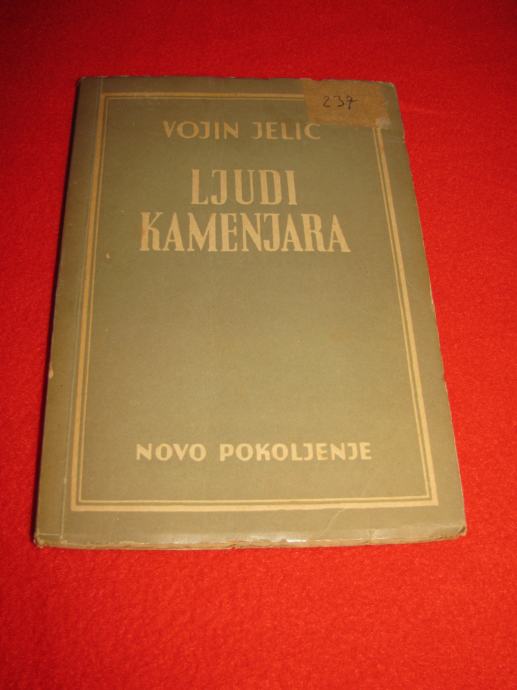 237
VOJIN JELIĆ
LJUDI
KAMENJARA
NOVO POKOLJENJE